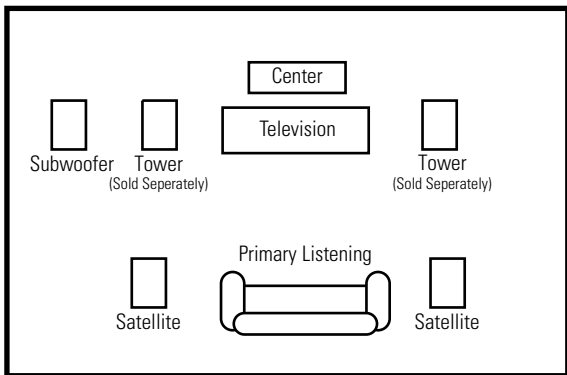 Center
Television
Subwoofer
Tower
(Sold Seperately)
Tower
(Sold Seperately)
Primary Listening
Satellite
Satellite